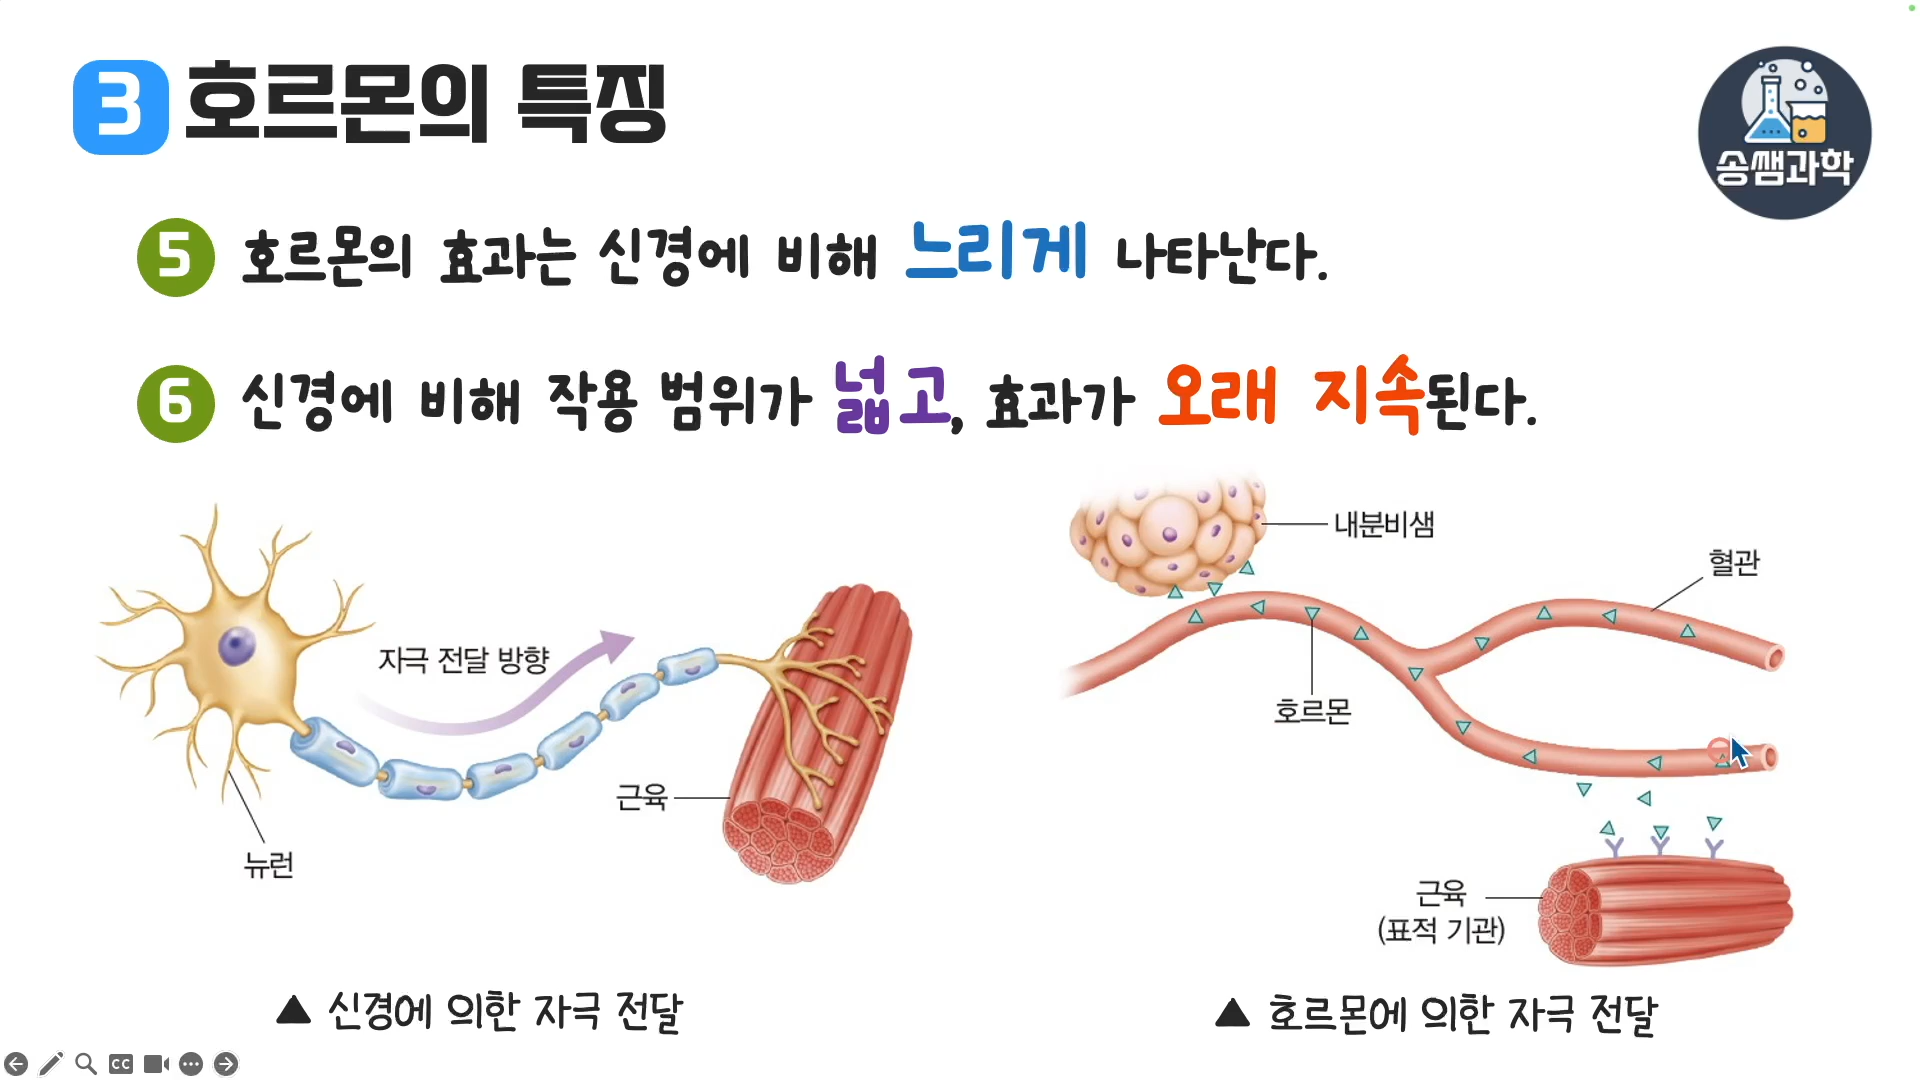 3 호르몬의 특징
송쌤과학
5 호르몬의 효과는 신경에 비해 느리게 나타난다.
6 신경에 비해 작용 범위가 넓고, 효과가 오래 지속된다.
내분비샘
혈관
자극 전달 방향
호르몬
근육
뉴런
근육
(표적 기관)
▲ 신경에 의한 자극 전달
▲ 호르몬에 의한 자극 전달
CC